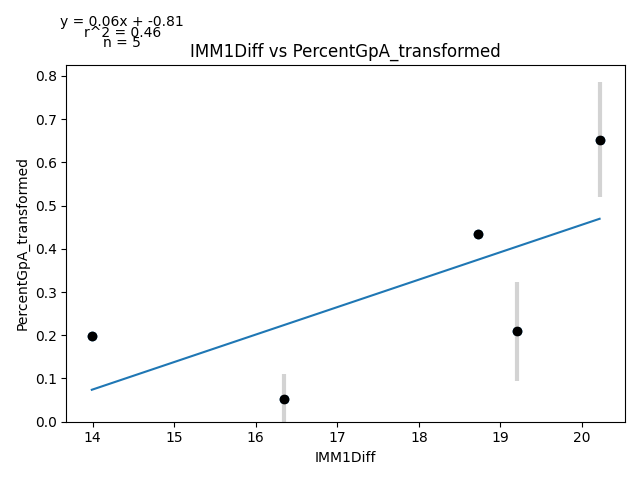 y = 0.06x + -0.81
r^2 = 0.46
n = 5
IMM1Diff vs PercentGpA_transformed
PercentGpA_transformed
0.8
0.7
0.6
0.5
0.4
0.3
0.2
0.1
0.0
14 15 16 17 18 19 20
IMM1Diff